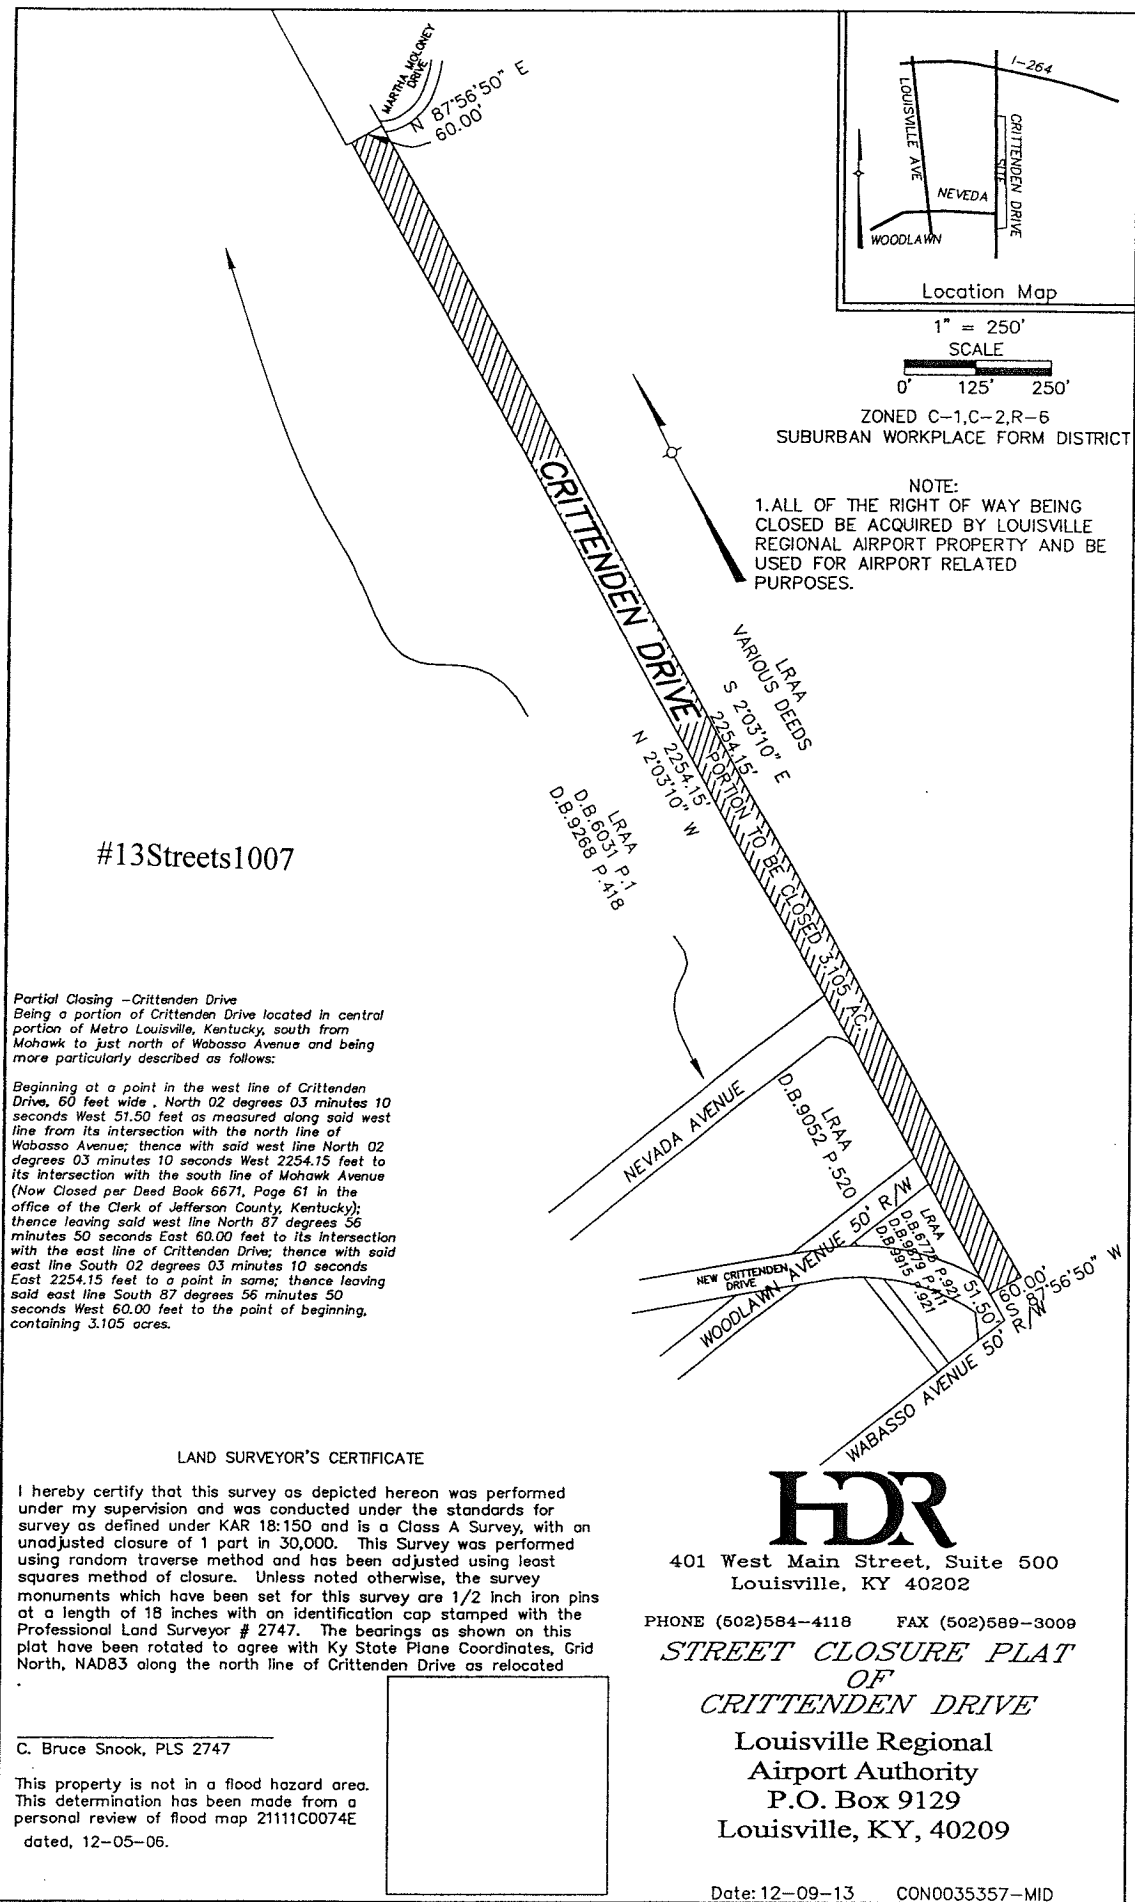 MARTHA MOLONEY
DRIVE
N 87°56'50" E
60.00'
I-264
LOUISVILLE AVE
CRITTENDEN DRIVE
SITE
NEVEDA
WOODLAWN
Location Map
1" = 250'
SCALE
0' 125' 250'
ZONED C-1,C-2,R-6
SUBURBAN WORKPLACE FORM DISTRICT
NOTE:
1.ALL OF THE RIGHT OF WAY BEING
CLOSED BE ACQUIRED BY LOUISVILLE
REGIONAL AIRPORT PROPERTY AND BE
USED FOR AIRPORT RELATED
PURPOSES.
CRITTENDEN DRIVE
LRAA
VARIOUS DEEDS
S 2°03'10" E
2254.15'
2254.15'
N 2°03'10" W
PORTION TO BE CLOSED 3.105 AC.
LRAA
D.B.6031 P.1
D.B.9268 P.418
#13Streets1007
Partial Closing -Crittenden Drive
Being a portion of Crittenden Drive located in central
portion of Metro Louisville, Kentucky, south from
Mohawk to just north of Wabasso Avenue and being
more particularly described as follows:
Beginning at a point in the west line of Crittenden
Drive, 60 feet wide , North 02 degrees 03 minutes 10
seconds West 51.50 feet as measured along said west
line from its intersection with the north line of
Wabasso Avenue; thence with said west line North 02
degrees 03 minutes 10 seconds West 2254.15 feet to
its intersection with the south line of Mohawk Avenue
(Now Closed per Deed Book 6671, Page 61 in the
office of the Clerk of Jefferson County, Kentucky);
thence leaving said west line North 87 degrees 56
minutes 50 seconds East 60.00 feet to its intersection
with the east line of Crittenden Drive; thence with said
east line South 02 degrees 03 minutes 10 seconds
East 2254.15 feet to a point in same; thence leaving
said east line South 87 degrees 56 minutes 50
seconds West 60.00 feet to the point of beginning,
containing 3.105 acres.
NEVADA AVENUE
LRAA
D.B.9052 P.520
WOODLAWN AVENUE 50' R/W
NEW CRITTENDEN
DRIVE
LRAA
D.B.6775 P.921
D.B.9879 P.411
D.B.9915 P.921
51.50'
60.00'
S 87°56'50" W
WABASSO AVENUE 50' R/W
LAND SURVEYOR'S CERTIFICATE
I hereby certify that this survey as depicted hereon was performed
under my supervision and was conducted under the standards for
survey as defined under KAR 18:150 and is a Class A Survey, with an
unadjusted closure of 1 part in 30,000. This Survey was performed
using random traverse method and has been adjusted using least
squares method of closure. Unless noted otherwise, the survey
monuments which have been set for this survey are 1/2 inch iron pins
at a length of 18 inches with an identification cap stamped with the
Professional Land Surveyor # 2747. The bearings as shown on this
plat have been rotated to agree with Ky State Plane Coordinates, Grid
North, NAD83 along the north line of Crittenden Drive as relocated
.
C. Bruce Snook, PLS 2747
This property is not in a flood hazard area.
This determination has been made from a
personal review of flood map 21111C0074E
dated, 12-05-06.
HDR
401 West Main Street, Suite 500
Louisville, KY 40202
PHONE (502)584-4118 FAX (502)589-3009
STREET CLOSURE PLAT
OF
CRITTENDEN DRIVE
Louisville Regional
Airport Authority
P.O. Box 9129
Louisville, KY, 40209
Date: 12-09-13 CON0035357-MID